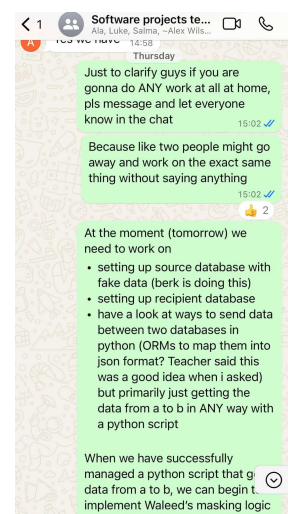 1
Software projects te...
Ala, Luke, Salma, ~Alex Wils...
A
Yes we have
14:58
Thursday
Just to clarify guys if you are
gonna do ANY work at all at home,
pls message and let everyone
know in the chat
15:02
Because like two people might go
away and work on the exact same
thing without saying anything
15:02
👍 2
At the moment (tomorrow) we
need to work on
• setting up source database with
fake data (berk is doing this)
• setting up recipient database
• have a look at ways to send data
between two databases in
python (ORMs to map them into
json format? Teacher said this
was a good idea when i asked)
but primarily just getting the
data from a to b in ANY way with
a python script
When we have successfully
managed a python script that
data from a to b, we can begin
implement Waleed's masking logic